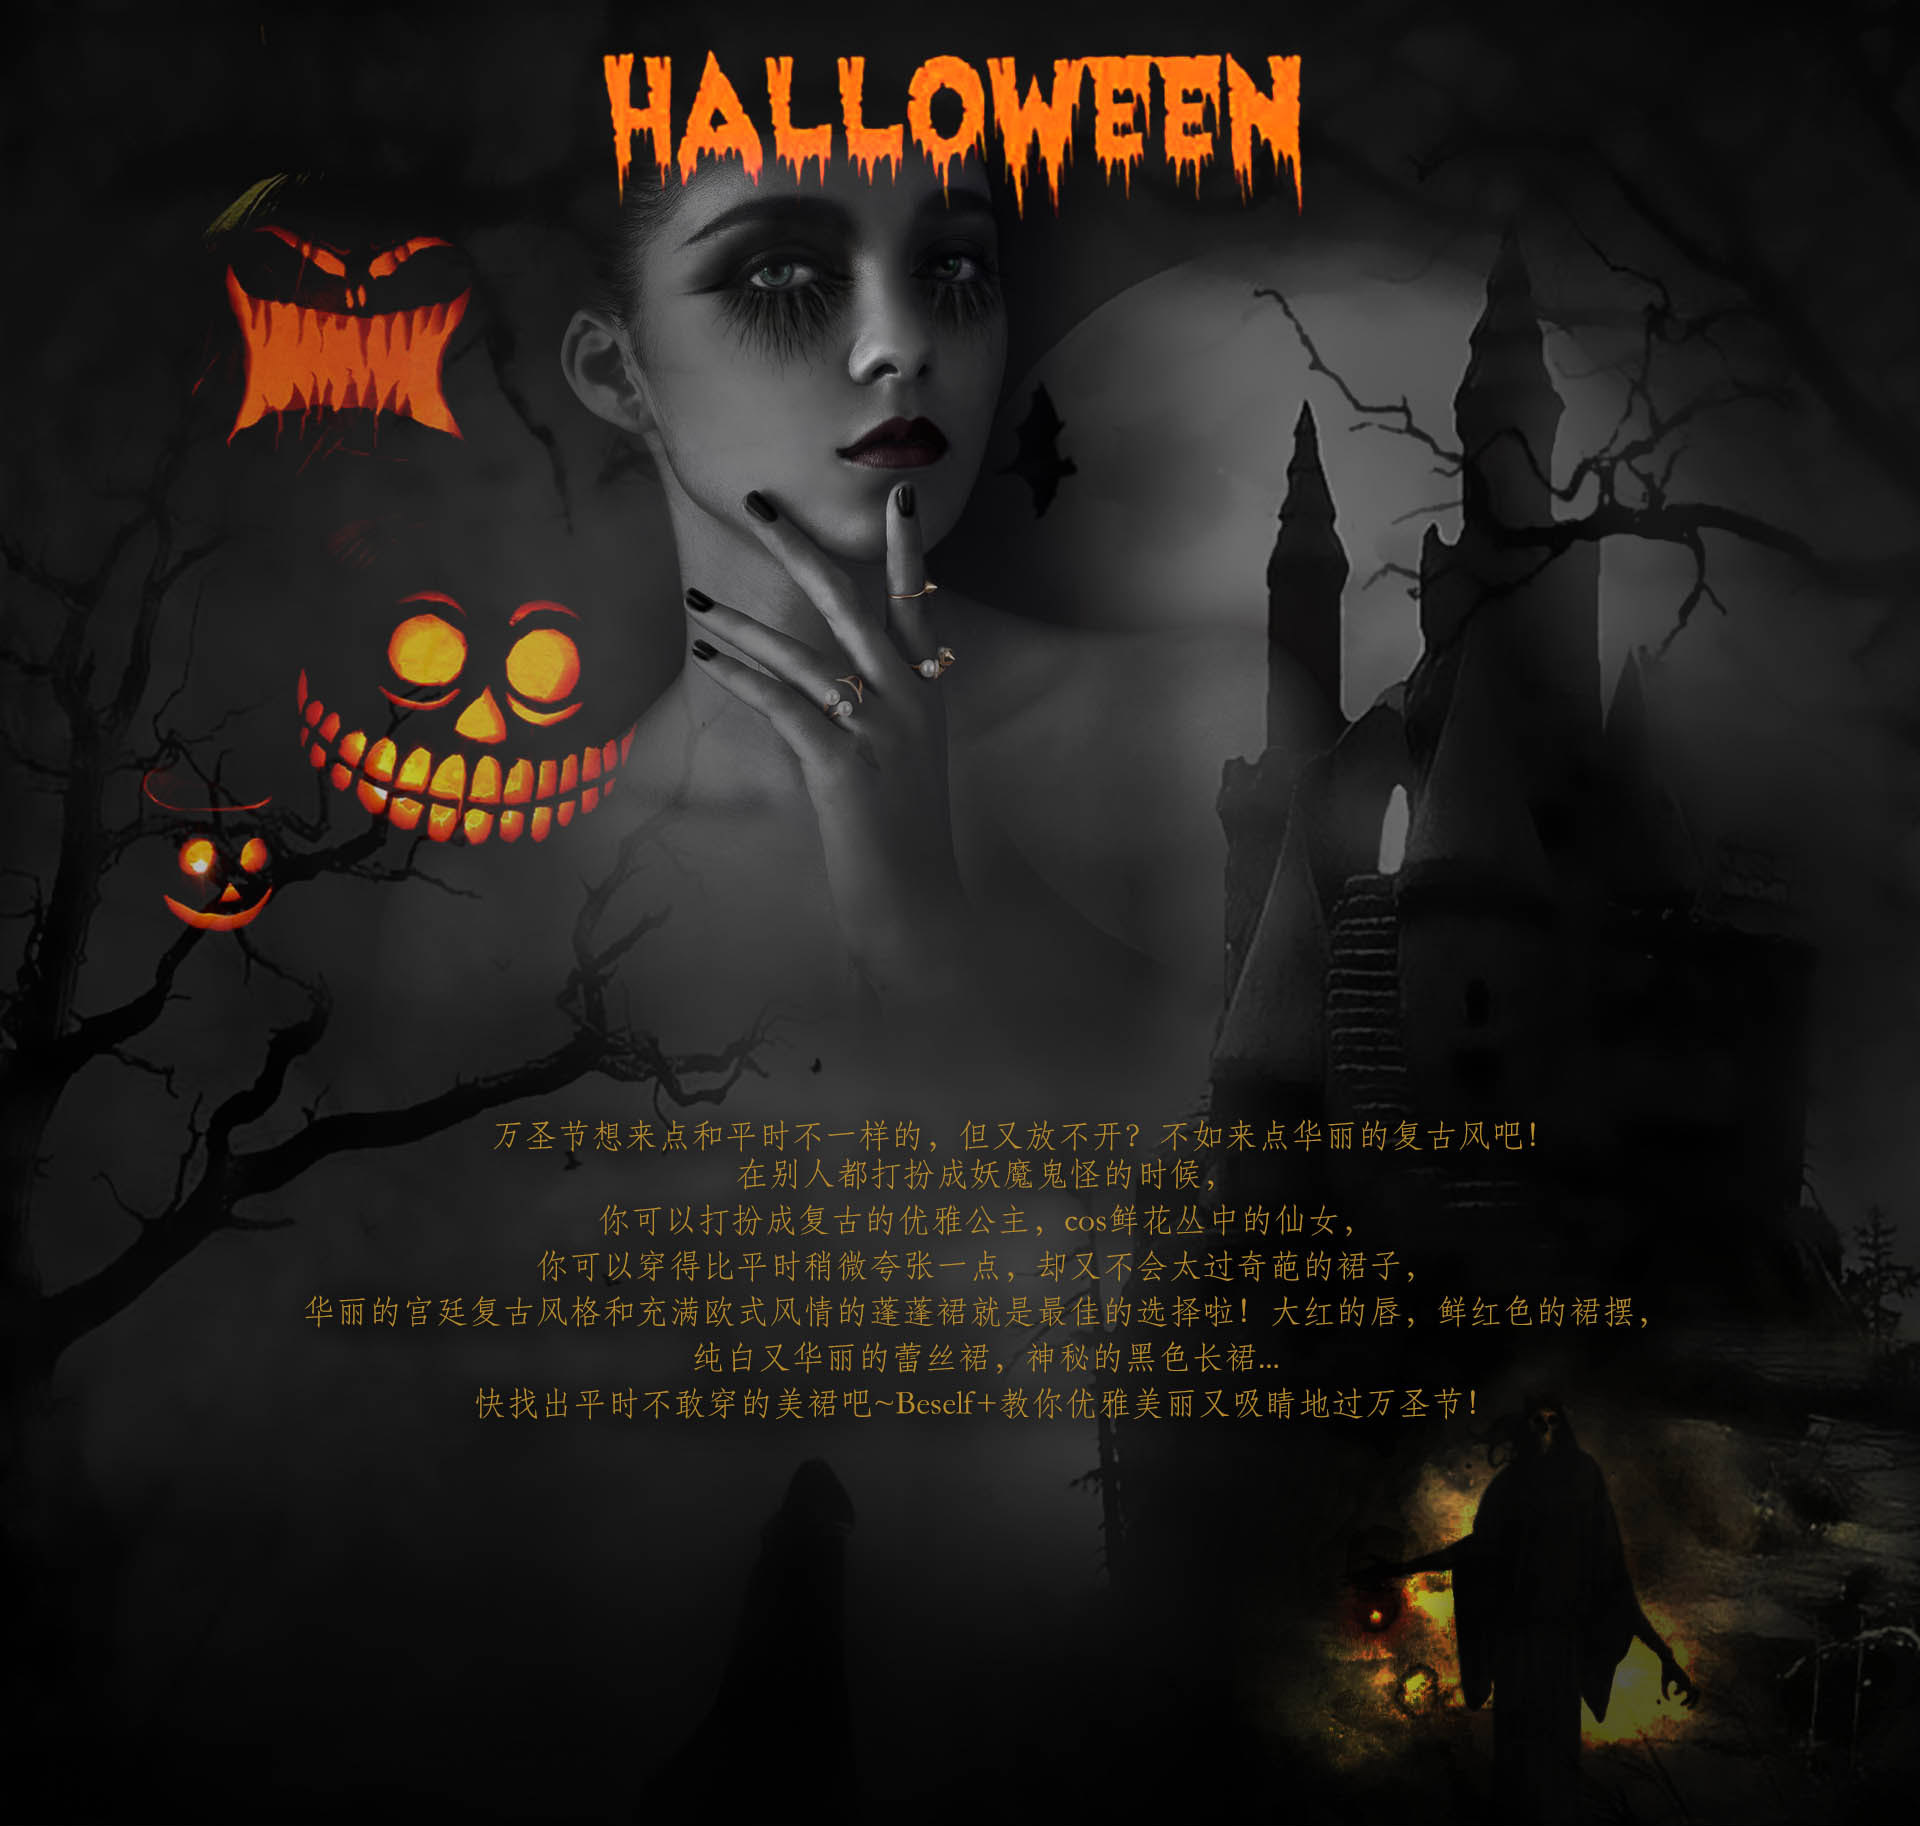 HALLOWEEN
万圣节想来点和平时不一样的，但又放不开？不如来点华丽的复古风吧！
在别人都打扮成妖魔鬼怪的时候，
你可以打扮成复古的优雅公主，cos鲜花丛中的仙女，
你可以穿得比平时稍微夸张一点，却又不会太过奇葩的裙子，
华丽的宫廷复古风格和充满欧式风情的蓬蓬裙就是最佳的选择啦！大红的唇，鲜红色的裙摆，
纯白又华丽的蕾丝裙，神秘的黑色长裙...
快找出平时不敢穿的美裙吧~Beself+教你优雅美丽又吸睛地过万圣节！